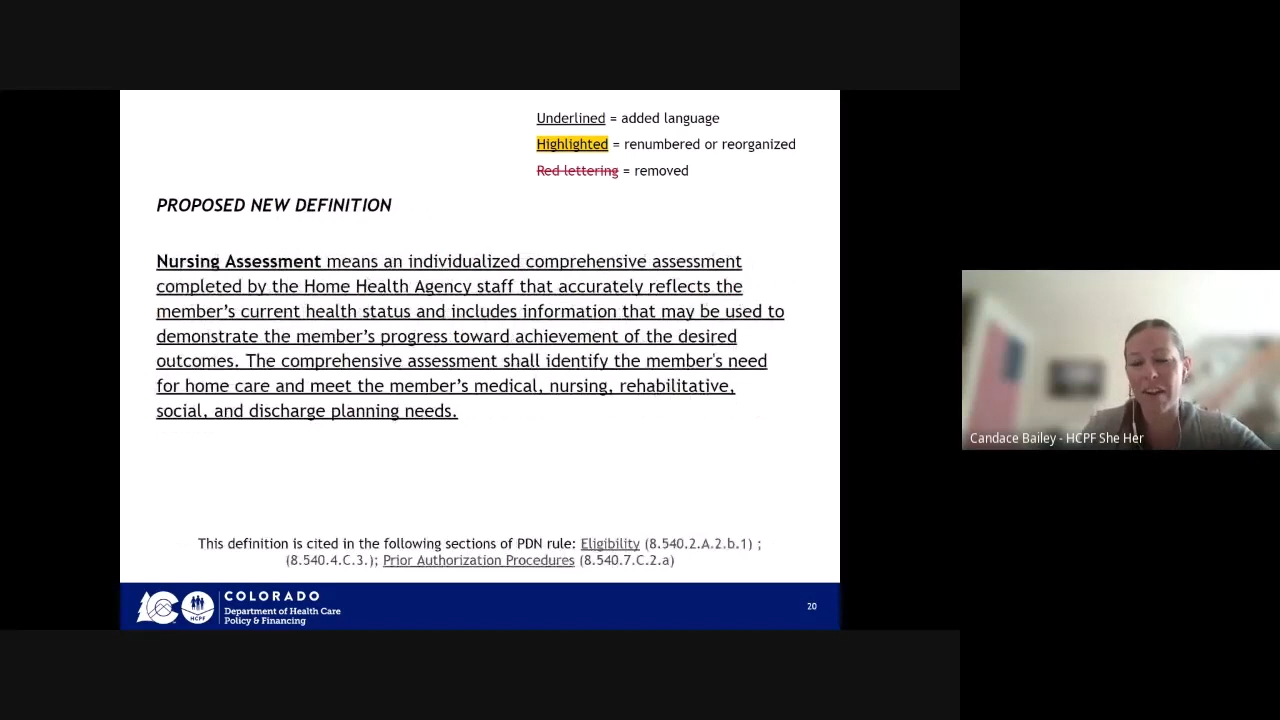 Underlined = added language
Highlighted = renumbered or reorganized
Red lettering = removed
PROPOSED NEW DEFINITION
Nursing Assessment means an individualized comprehensive assessment
completed by the Home Health Agency staff that accurately reflects the
member’s current health status and includes information that may be used to
demonstrate the member’s progress toward achievement of the desired
outcomes. The comprehensive assessment shall identify the member's need
for home care and meet the member’s medical, nursing, rehabilitative,
social, and discharge planning needs.
This definition is cited in the following sections of PDN rule: Eligibility (8.540.2.A.2.b.1) ;
(8.540.4.C.3.); Prior Authorization Procedures (8.540.7.C.2.a)
HCPF
COLORADO
Department of Health Care
Policy & Financing
20
Candace Bailey - HCPF She Her